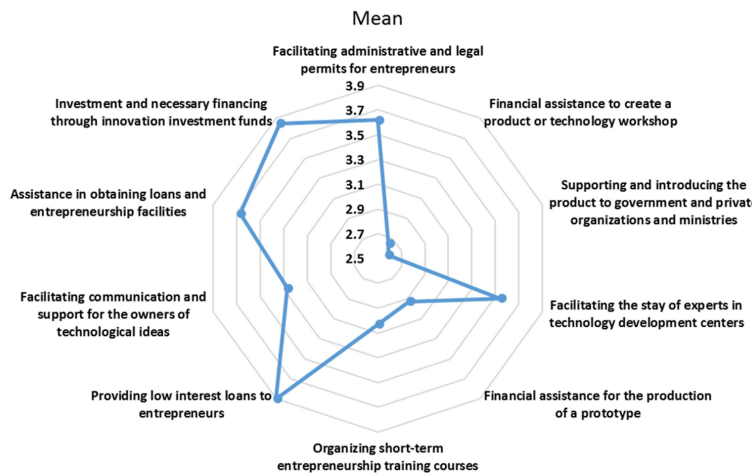 Mean
Facilitating administrative and legal
permits for entrepreneurs
Financial assistance to create a
product or technology workshop
Supporting and introducing the
product to government and privat
organizations and ministries
Facilitating the stay of experts in
technology development centers
Financial assistance for the production
of a prototype
Organizing short-term
entrepreneurship training courses
Providing low interest loans to
entrepreneurs
Facilitating communication and
support for the owners of
technological ideas
Assistance in obtaining loans and
entrepreneurship facilities
Investment and necessary financing
through innovation investment funds
3.9
3.7
3.5
3.3
3.1
2.9
2.7
2.5